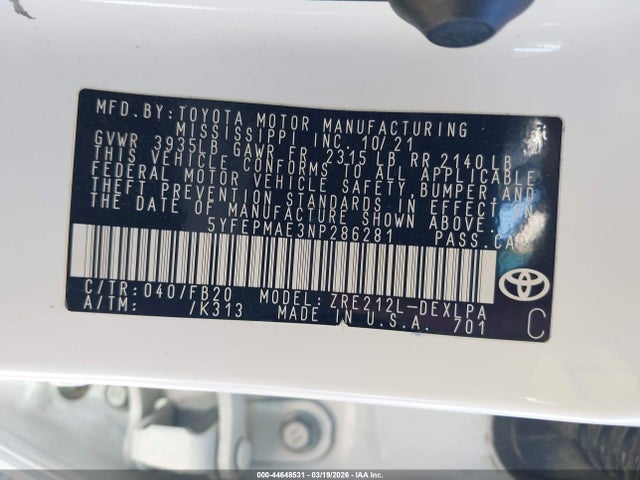 MFD. BY: TOYOTA MOTOR MANUFACTURING
MISSISSIPPI INC. 10/21
GVWR 3935LB GAWR FR 2315 LB RR 2140 LB
THIS VEHICLE CONFORMS TO ALL APPLICABLE
FEDERAL MOTOR VEHICLE SAFETY BUMPER AND
THEFT PREVENTION STANDARDS IN EFFECT ON
THE DATE OF MANUFACTURE SHOWN ABOVE.
5YFEPMAE3NP286281 PASS.CAR
C/TR: 040/FB20 MODEL: ZRE212L-DEXLPA
A/TM: /K313 MADE IN U.S.A. 701
C
000-44648531 - 03/19/2026 - IAA, Inc.